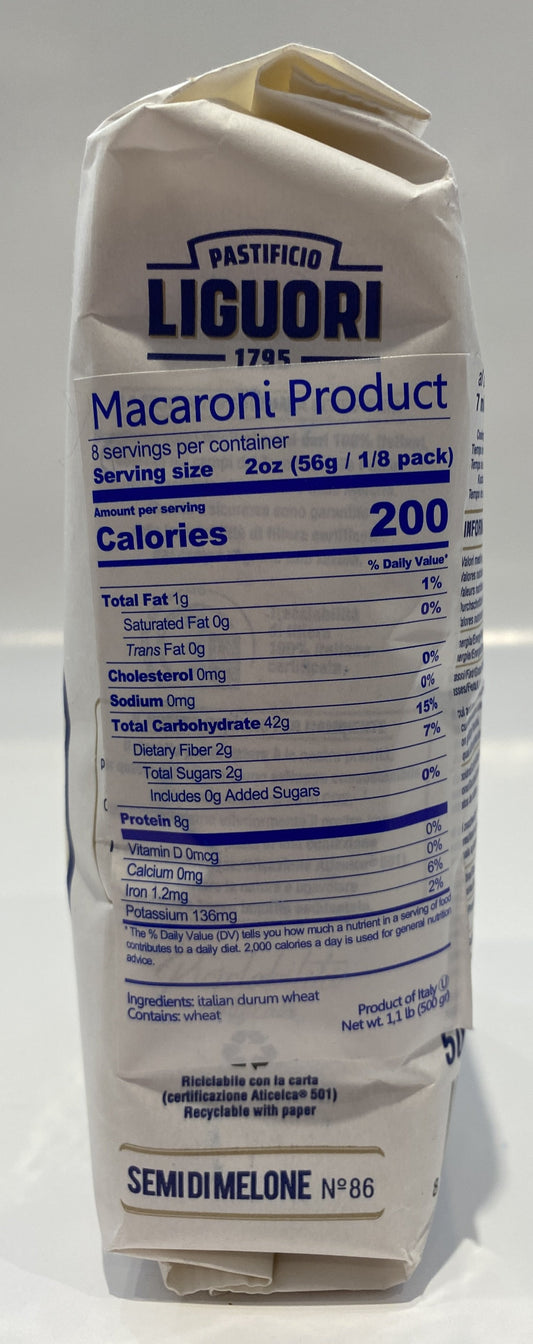 PASTIFICIO
LIGUORI
1795
Macaroni Product
8 servings per container
Serving size 2oz (56g / 1/8 pack)
Amount per serving
Calories 200
% Daily Value*
Total Fat 1g 1%
Saturated Fat 0g 0%
Trans Fat 0g
Cholesterol 0mg 0%
Sodium 0mg 0%
Total Carbohydrate 42g 15%
Dietary Fiber 2g 7%
Total Sugars 2g
Includes 0g Added Sugars 0%
Protein 8g
Vitamin D 0mcg 0%
Calcium 0mg 0%
Iron 1.2mg 6%
Potassium 136mg 2%
*The % Daily Value (DV) tells you how much a nutrient in a serving of food
contributes to a daily diet. 2,000 calories a day is used for general nutrition
advice.
Ingredients: italian durum wheat
Contains: wheat
Product of Italy U
Net wt. 1,1 lb (500 gr)
Riciclabile con la carta
(certificazione Aticelca® 501)
Recyclable with paper
SEMI DI MELONE Nº86